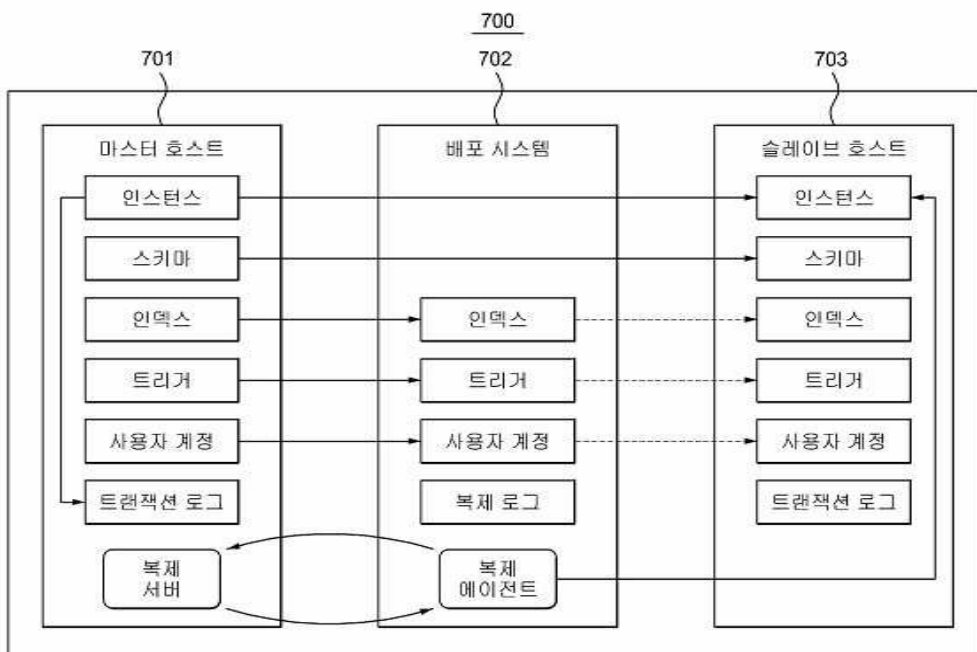 700
701
702
703
마스터 호스트
배포 시스템
슬레이브 호스트
인스턴스
인스턴스
스키마
스키마
인덱스
인덱스
인덱스
트리거
트리거
트리거
사용자 계정
사용자 계정
사용자 계정
트랜잭션 로그
복제 로그
트랜잭션 로그
복제
서버
복제
에이전트